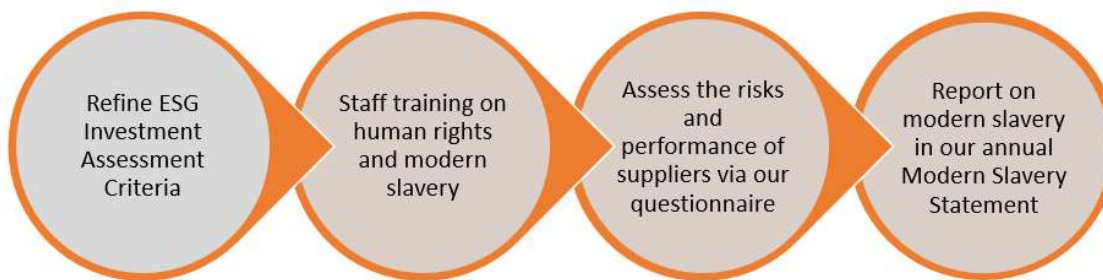 Refine ESG
Investment
Assessment
Criteria
Staff training on
human rights
and modern
slavery
Assess the risks
and
performance of
suppliers via our
questionnaire
Report on
modern slavery
in our annual
Modern Slavery
Statement